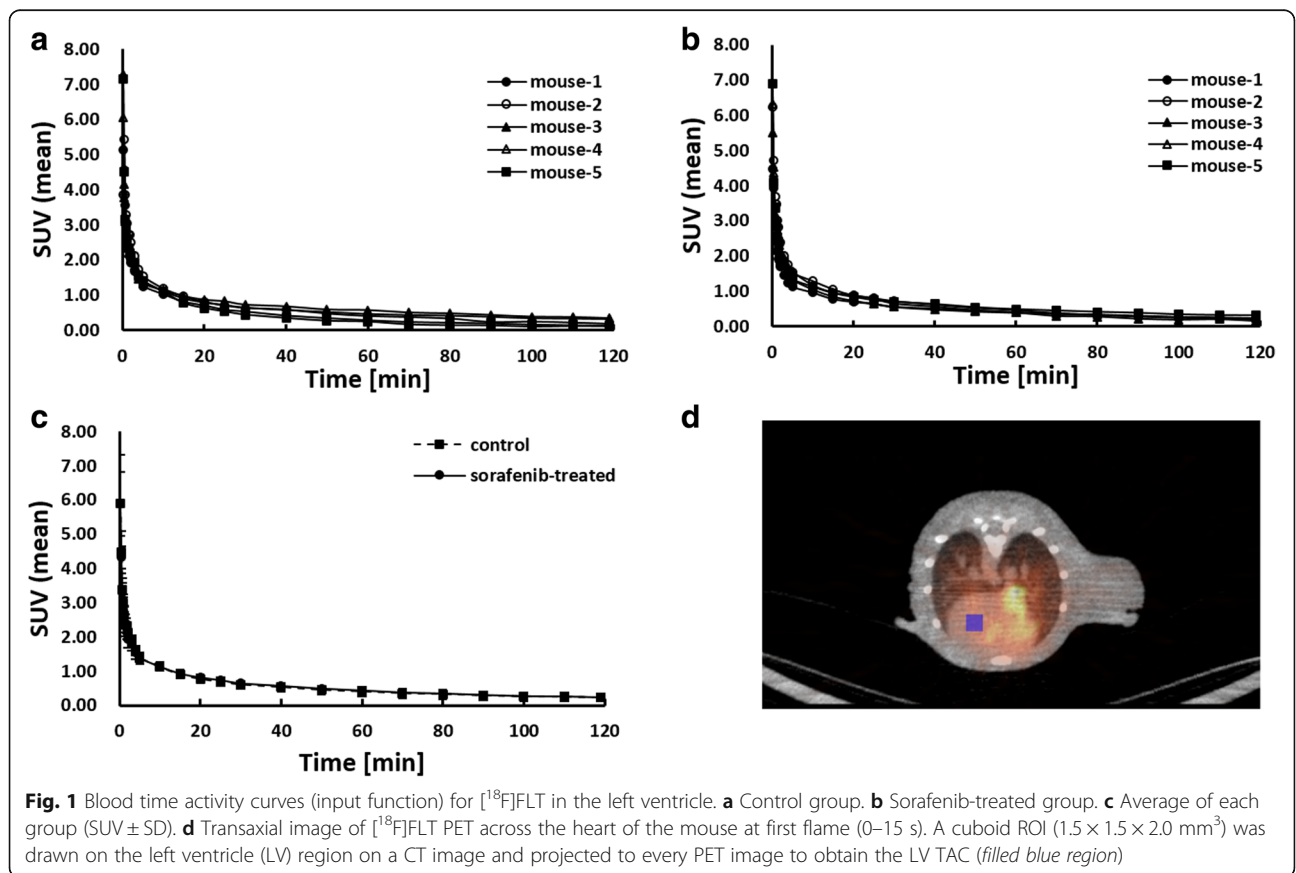 a
8.00
7.00
6.00
5.00
4.00
3.00
2.00
1.00
0.00
SUV (mean)
0 20 40 60 80 100 120
Time [min]
mouse-1
mouse-2
mouse-3
mouse-4
mouse-5
b
8.00
7.00
6.00
5.00
4.00
3.00
2.00
1.00
0.00
SUV (mean)
0 20 40 60 80 100 120
Time [min]
mouse-1
mouse-2
mouse-3
mouse-4
mouse-5
c
8.00
7.00
6.00
5.00
4.00
3.00
2.00
1.00
0.00
SUV (mean)
0 20 40 60 80 100 120
Time [min]
control
sorafenib-treated
d
Fig. 1 Blood time activity curves (input function) for [¹⁸F]FLT in the left ventricle. a Control group. b Sorafenib-treated group. c Average of each
group (SUV ± SD). d Transaxial image of [¹⁸F]FLT PET across the heart of the mouse at first flame (0–15 s). A cuboid ROI (1.5 × 1.5 × 2.0 mm³) was
drawn on the left ventricle (LV) region on a CT image and projected to every PET image to obtain the LV TAC (filled blue region)